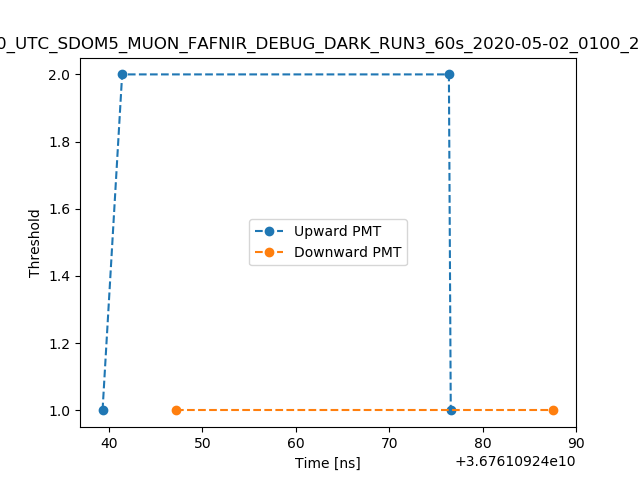 0_UTC_SDOM5_MUON_FAFNIR_DEBUG_DARK_RUN3_60s_2020-05-02_0100_2
2.0
1.8
1.6
1.4
1.2
1.0
Threshold
Upward PMT
Downward PMT
40 50 60 70 80 90
Time [ns]
+3.67610924e10